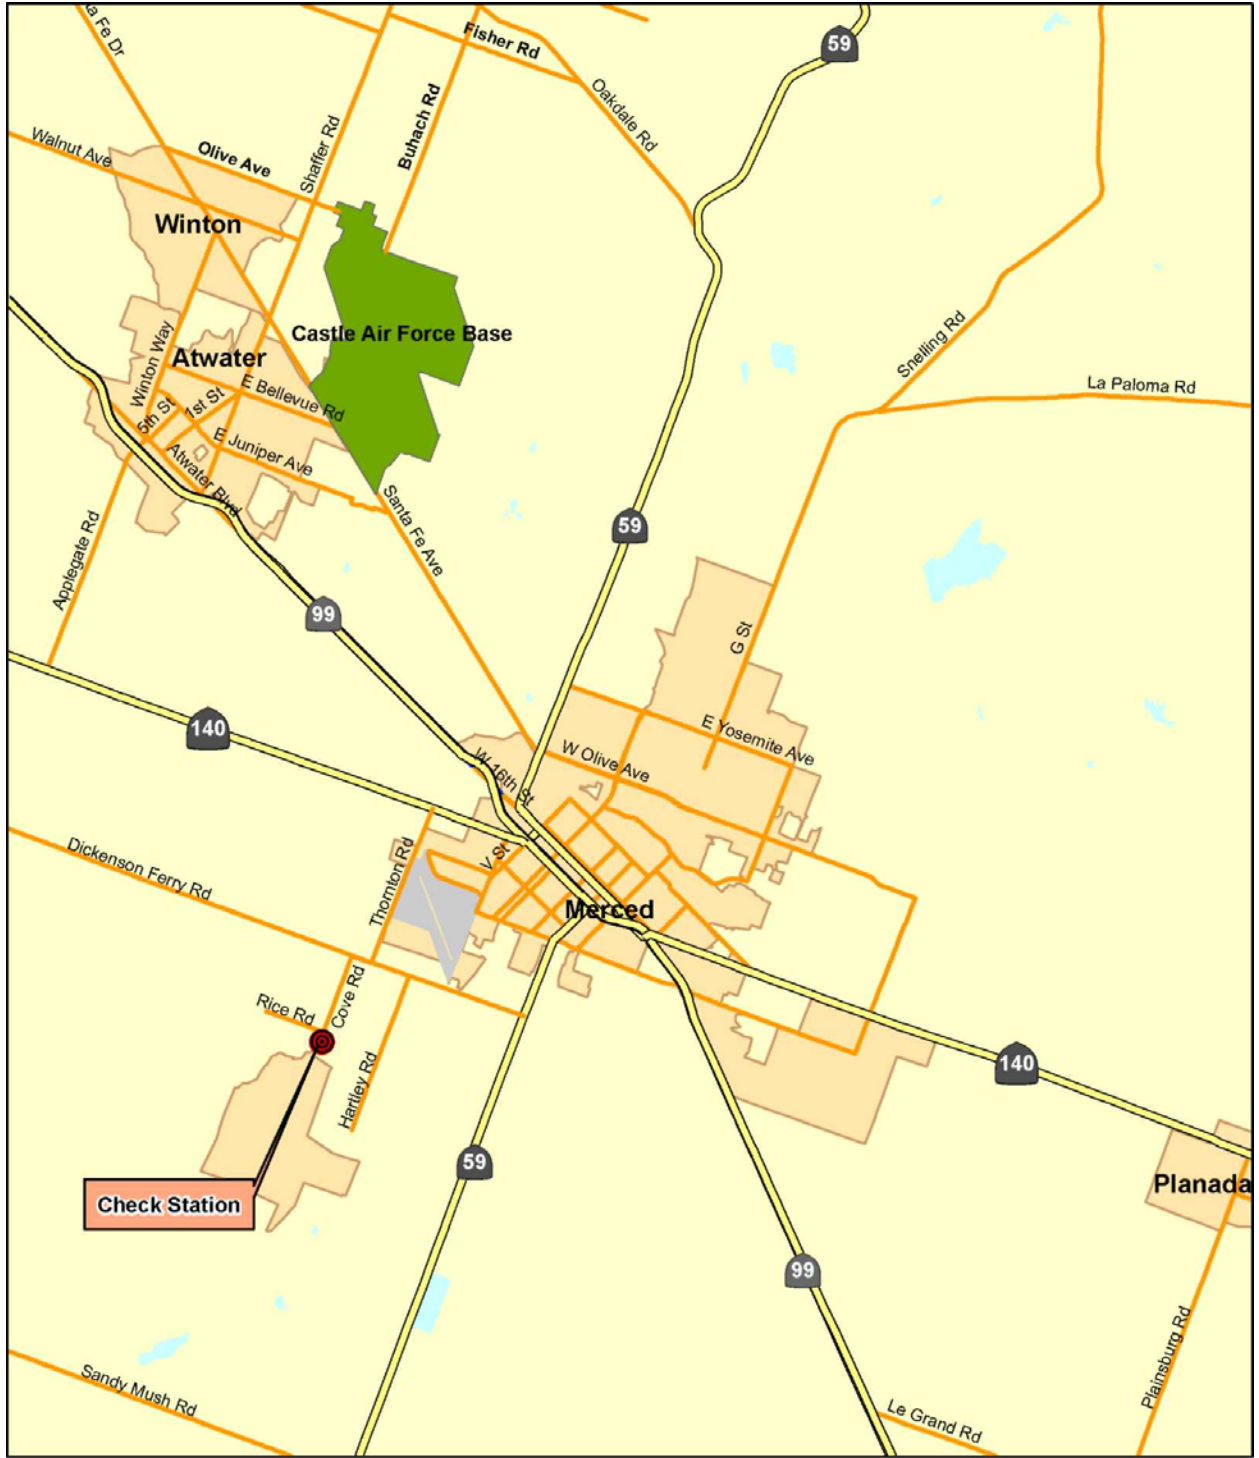 ta Fe Dr
Fisher Rd
59
Oakdale Rd
Walnut Ave
Olive Ave
Shaffer Rd
Buhach Rd
Winton
Castle Air Force Base
Snelling Rd
La Paloma Rd
Winton Way
Atwater
E Bellevue Rd
5th St
1st St
E Juniper Ave
Atwater Blvd
Santa Fe Ave
59
Applegate Rd
99
G St
140
E Yosemite Ave
W Olive Ave
W 16th St
Dickenson Ferry Rd
Thornton Rd
V St
Merced
Rice Rd
Cove Rd
Hartley Rd
140
59
Check Station
Planada
99
Sandy Mush Rd
Plainsburg Rd
Le Grand Rd